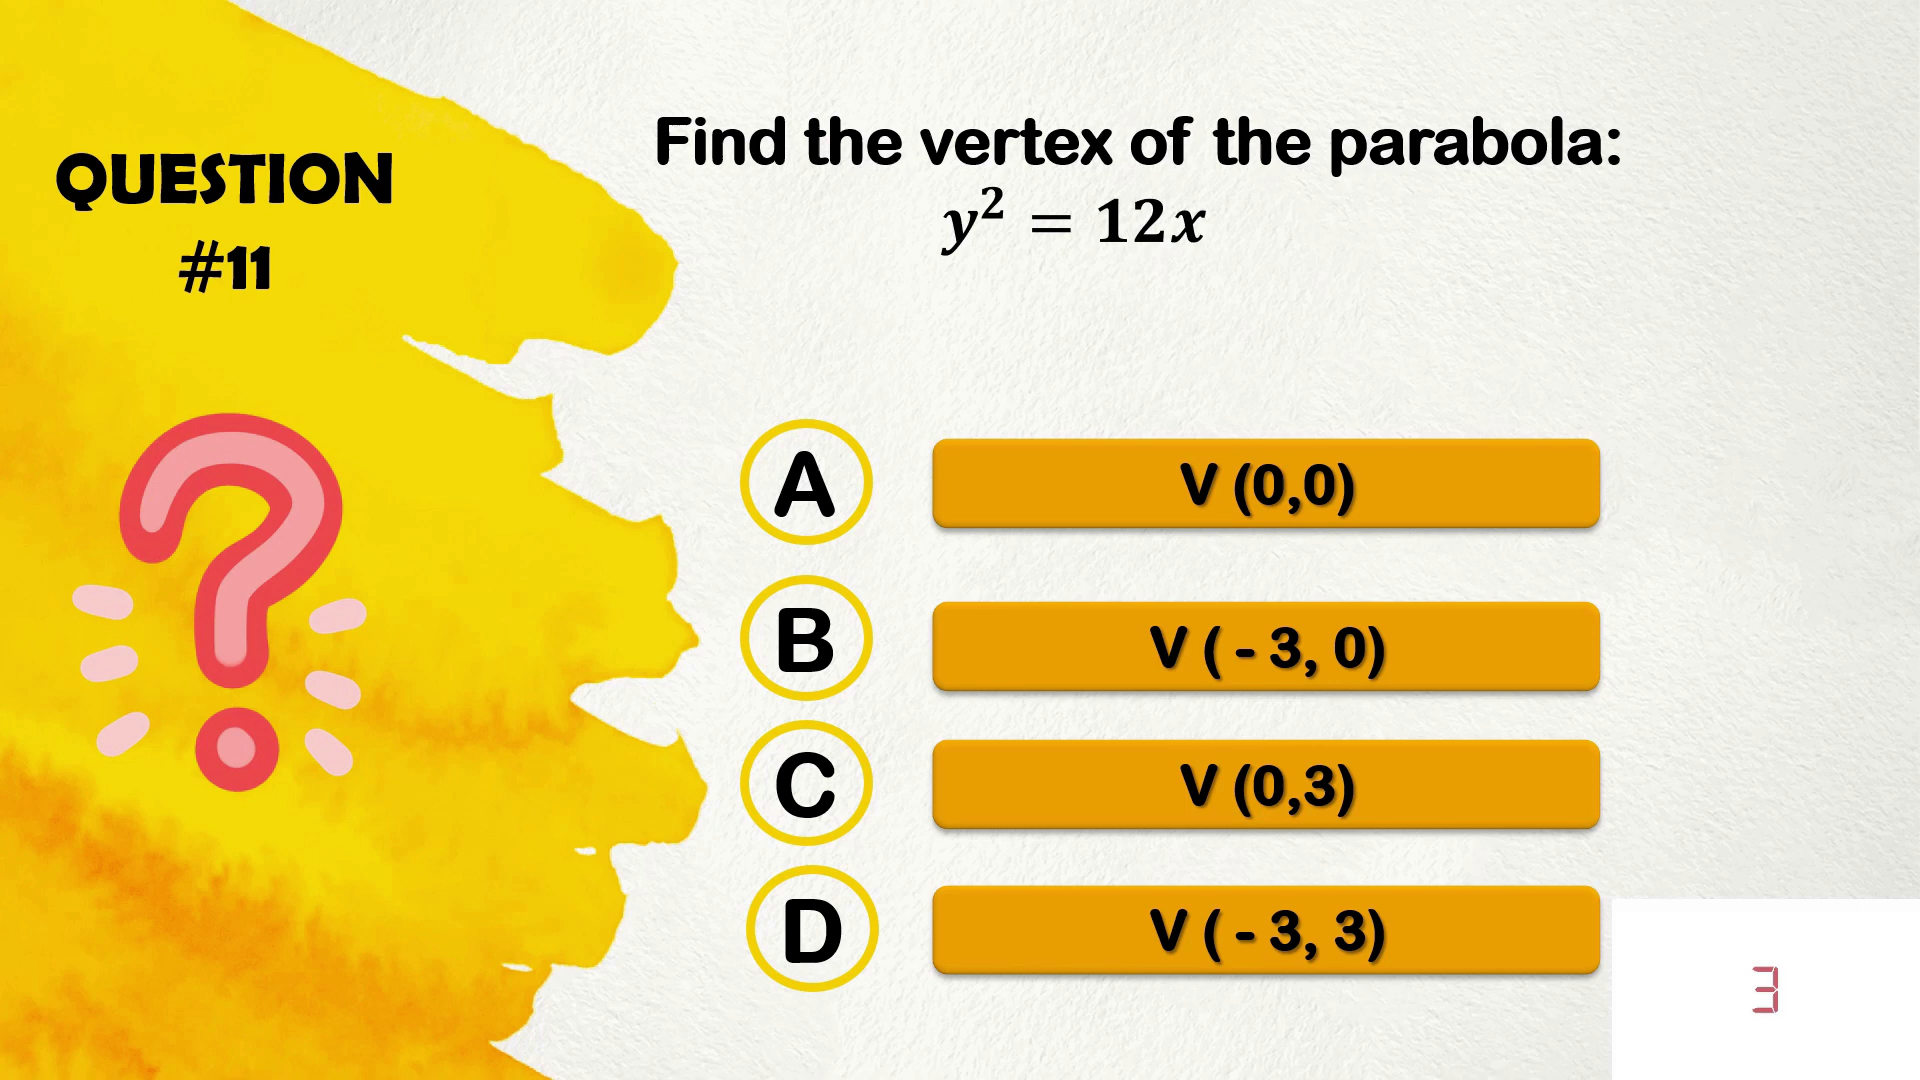 QUESTION
#11
Find the vertex of the parabola:
y² = 12x
A
V (0,0)
B
V ( - 3, 0)
C
V (0,3)
D
V ( - 3, 3)
3